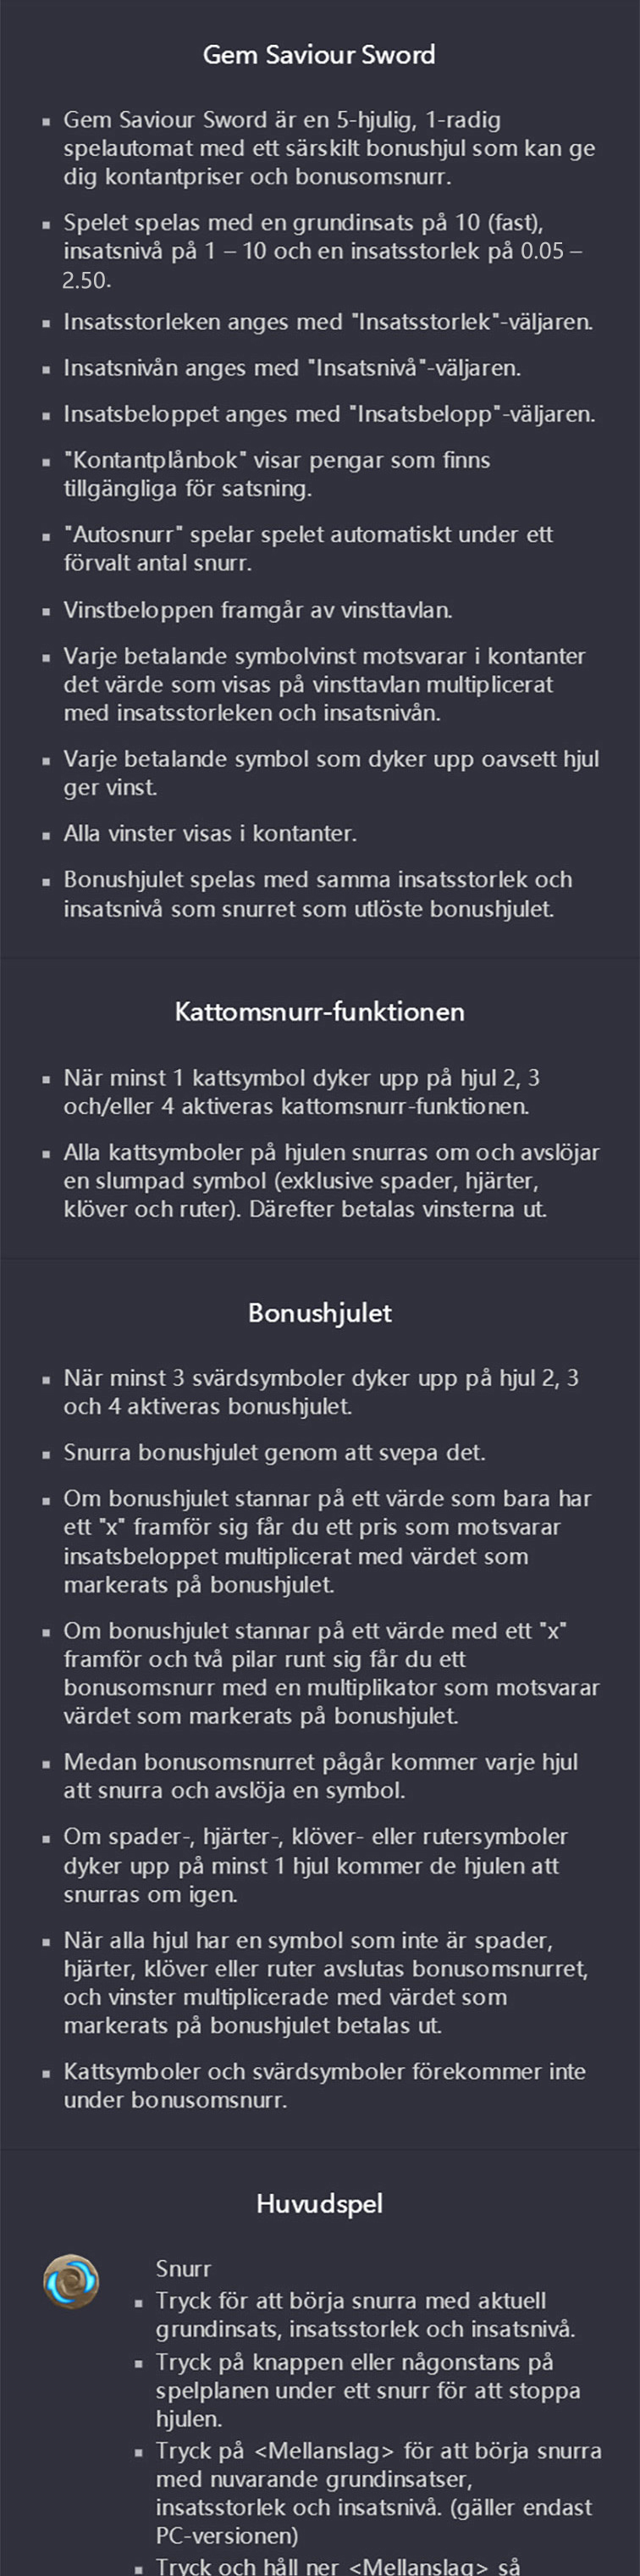 Gem Saviour Sword
▪ Gem Saviour Sword är en 5-hjulig, 1-radig
spelautomat med ett särskilt bonushjul som kan ge
dig kontantpriser och bonusomsnurr.
▪ Spelet spelas med en grundinsats på 10 (fast),
insatsnivå på 1 – 10 och en insatsstorlek på 0.05 –
2.50.
▪ Insatsstorleken anges med "Insatsstorlek"-väljaren.
▪ Insatsnivån anges med "Insatsnivå"-väljaren.
▪ Insatsbeloppet anges med "Insatsbelopp"-väljaren.
▪ "Kontantplånbok" visar pengar som finns
tillgängliga för satsning.
▪ "Autosnurr" spelar spelet automatiskt under ett
förvalt antal snurr.
▪ Vinstbeloppen framgår av vinsttavlan.
▪ Varje betalande symbolvinst motsvarar i kontanter
det värde som visas på vinsttavlan multiplicerat
med insatsstorleken och insatsnivån.
▪ Varje betalande symbol som dyker upp oavsett hjul
ger vinst.
▪ Alla vinster visas i kontanter.
▪ Bonushjulet spelas med samma insatsstorlek och
insatsnivå som snurret som utlöste bonushjulet.
Kattomsnurr-funktionen
▪ När minst 1 kattsymbol dyker upp på hjul 2, 3
och/eller 4 aktiveras kattomsnurr-funktionen.
▪ Alla kattsymboler på hjulen snurras om och avslöjar
en slumpad symbol (exklusive spader, hjärter,
klöver och ruter). Därefter betalas vinsterna ut.
Bonushjulet
▪ När minst 3 svärdsymboler dyker upp på hjul 2, 3
och 4 aktiveras bonushjulet.
▪ Snurra bonushjulet genom att svepa det.
▪ Om bonushjulet stannar på ett värde som bara har
ett "x" framför sig får du ett pris som motsvarar
insatsbeloppet multiplicerat med värdet som
markerats på bonushjulet.
▪ Om bonushjulet stannar på ett värde med ett "x"
framför och två pilar runt sig får du ett
bonusomsnurr med en multiplikator som motsvarar
värdet som markerats på bonushjulet.
▪ Medan bonusomsnurret pågår kommer varje hjul
att snurra och avslöja en symbol.
▪ Om spader-, hjärter-, klöver- eller rutersymboler
dyker upp på minst 1 hjul kommer de hjulen att
snurras om igen.
▪ När alla hjul har en symbol som inte är spader,
hjärter, klöver eller ruter avslutas bonusomsnurret,
och vinster multiplicerade med värdet som
markerats på bonushjulet betalas ut.
▪ Kattsymboler och svärdsymboler förekommer inte
under bonusomsnurr.
Huvudspel
Snurr
▪ Tryck för att börja snurra med aktuell
grundinsats, insatsstorlek och insatsnivå.
▪ Tryck på knappen eller någonstans på
spelplanen under ett snurr för att stoppa
hjulen.
▪ Tryck på <Mellanslag> för att börja snurra
med nuvarande grundinsatser,
insatsstorlek och insatsnivå. (gäller endast
PC-versionen)
▪ Tryck och håll ner <Mellanslag> så